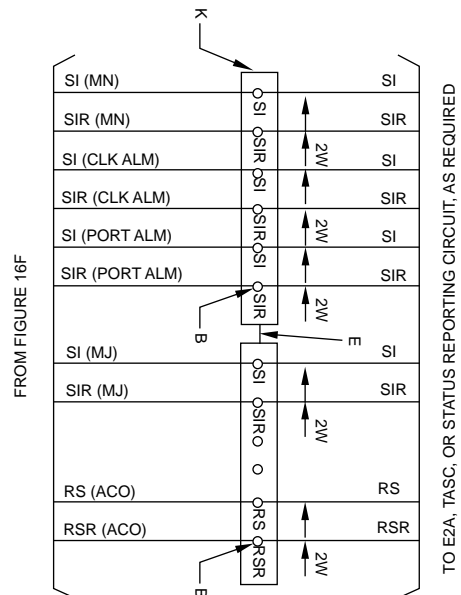 K
SI (MN)
SI
SI
SIR (MN)
SIR
SIR
2W
SI (CLK ALM)
SI
SI
SIR (CLK ALM)
SIR
SIR
2W
SI (PORT ALM)
SI
SI
SIR (PORT ALM)
SIR
SIR
2W
B
E
SI (MJ)
SI
SI
SIR (MJ)
SIR
SIR
2W
RS (ACO)
RS
RS
RSR (ACO)
RSR
RSR
2W
FROM FIGURE 16F
TO E2A, TASC, OR STATUS REPORTING CIRCUIT, AS REQUIRED